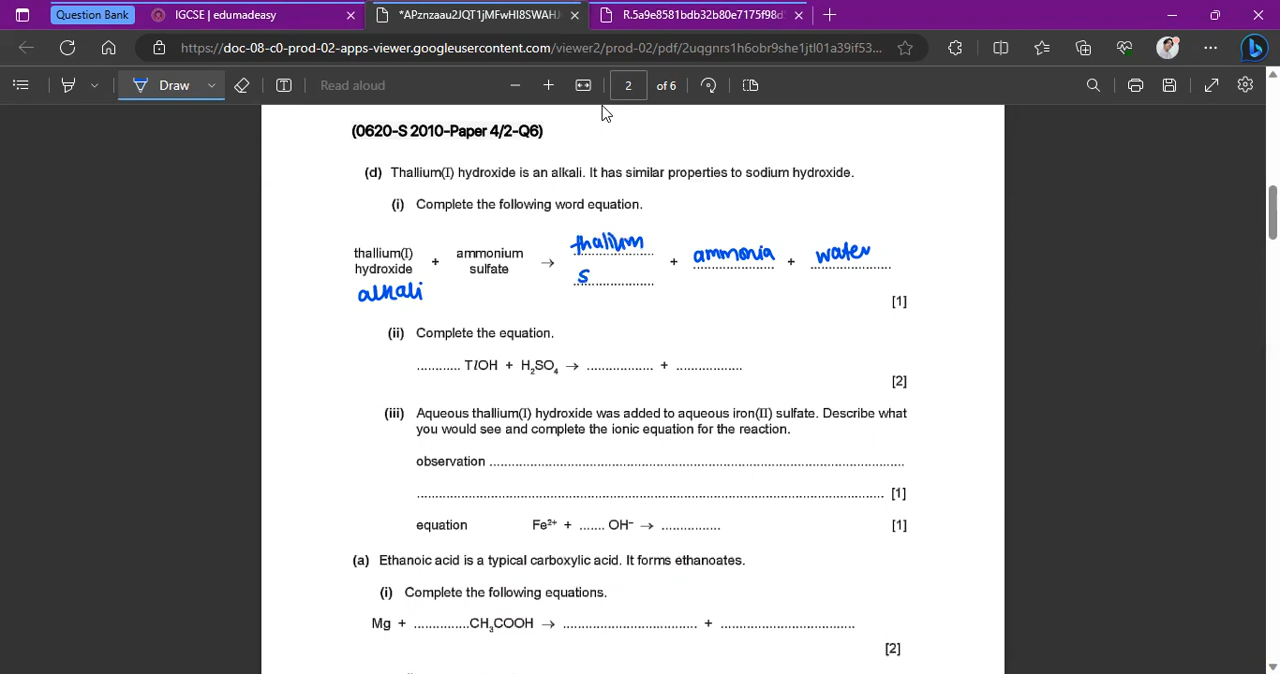 Question Bank
IGCSE | edumadeasy
*APznzaau2JQT1jMFwHI8SWAHJ
R.5a9e8581bdb32b80e7175f98d
https://doc-08-c0-prod-02-apps-viewer.googleusercontent.com/viewer2/prod-02/pdf/2uqgnrs1h6obr9she1jtl01a39if53...
Draw
Read aloud
2 of 6
(0620-S 2010-Paper 4/2-Q6)
(d) Thallium(I) hydroxide is an alkali. It has similar properties to sodium hydroxide.
(i) Complete the following word equation.
thallium(I) hydroxide + ammonium sulfate → thalium s + ammonia + water
alkali
[1]
(ii) Complete the equation.
............ TlOH + H₂SO₄ → .................. + ..................
[2]
(iii) Aqueous thallium(I) hydroxide was added to aqueous iron(II) sulfate. Describe what
you would see and complete the ionic equation for the reaction.
observation ..........................................................................
.......................................................................... [1]
equation Fe²⁺ + ....... OH⁻ → ................ [1]
(a) Ethanoic acid is a typical carboxylic acid. It forms ethanoates.
(i) Complete the following equations.
Mg + ...............CH₃COOH → .................................... + ....................................
[2]